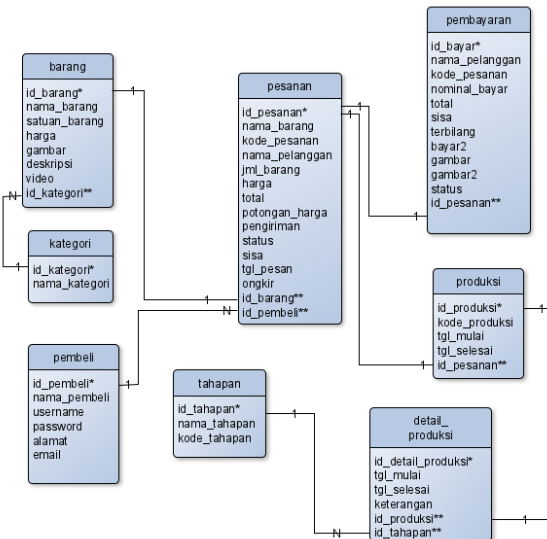 barang
id_barang*
nama_barang
satuan_barang
harga
gambar
deskripsi
video
id_kategori**
kategori
id_kategori*
nama_kategori
pembeli
id_pembeli*
nama_pembeli
username
password
alamat
email
pesanan
id_pesanan*
nama_barang
kode_pesanan
nama_pelanggan
jml_barang
harga
total
potongan_harga
pengiriman
status
sisa
tgl_pesan
ongkir
id_barang**
id_pembeli**
tahapan
id_tahapan*
nama_tahapan
kode_tahapan
pembayaran
id_bayar*
nama_pelanggan
kode_pesanan
nominal_bayar
total
sisa
terbilang
bayar2
gambar
gambar2
status
id_pesanan**
produksi
id_produksi*
kode_produksi
tgl_mulai
tgl_selesai
id_pesanan**
detail_
produksi
id_detail_produksi*
tgl_mulai
tgl_selesai
keterangan
id_produksi**
id_tahapan**
1
1
N
1
1
N
1
1
1
1
1
N
1
1